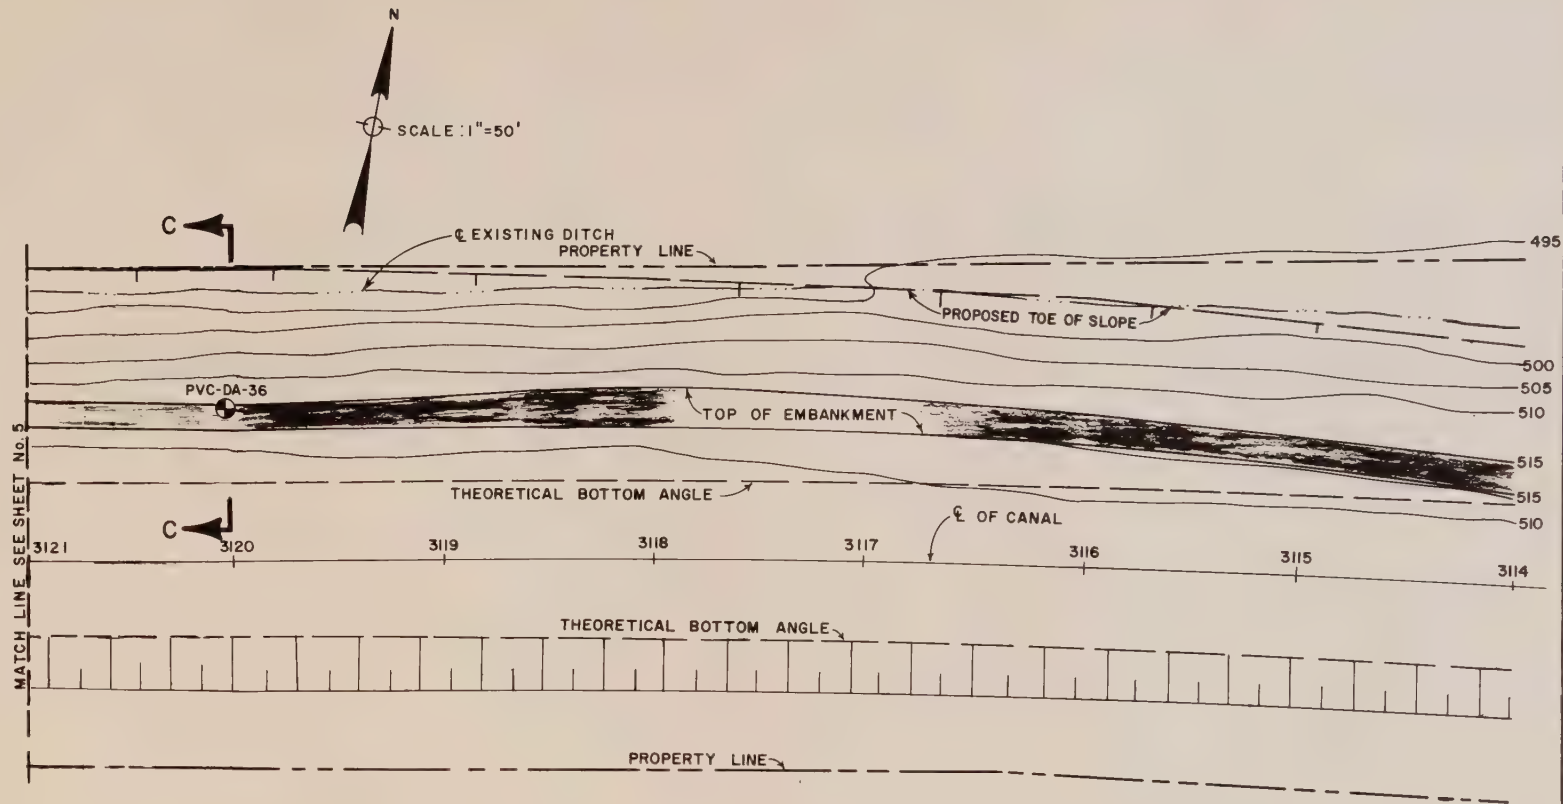 N
SCALE : 1"=50'
C
℄ EXISTING DITCH
PROPERTY LINE
495
PROPOSED TOE OF SLOPE
500
505
PVC-DA-36
TOP OF EMBANKMENT
510
515
515
THEORETICAL BOTTOM ANGLE
510
C
℄ OF CANAL
3121
3120
3119
3118
3117
3116
3115
3114
MATCH LINE SEE SHEET No. 5
THEORETICAL BOTTOM ANGLE
PROPERTY LINE